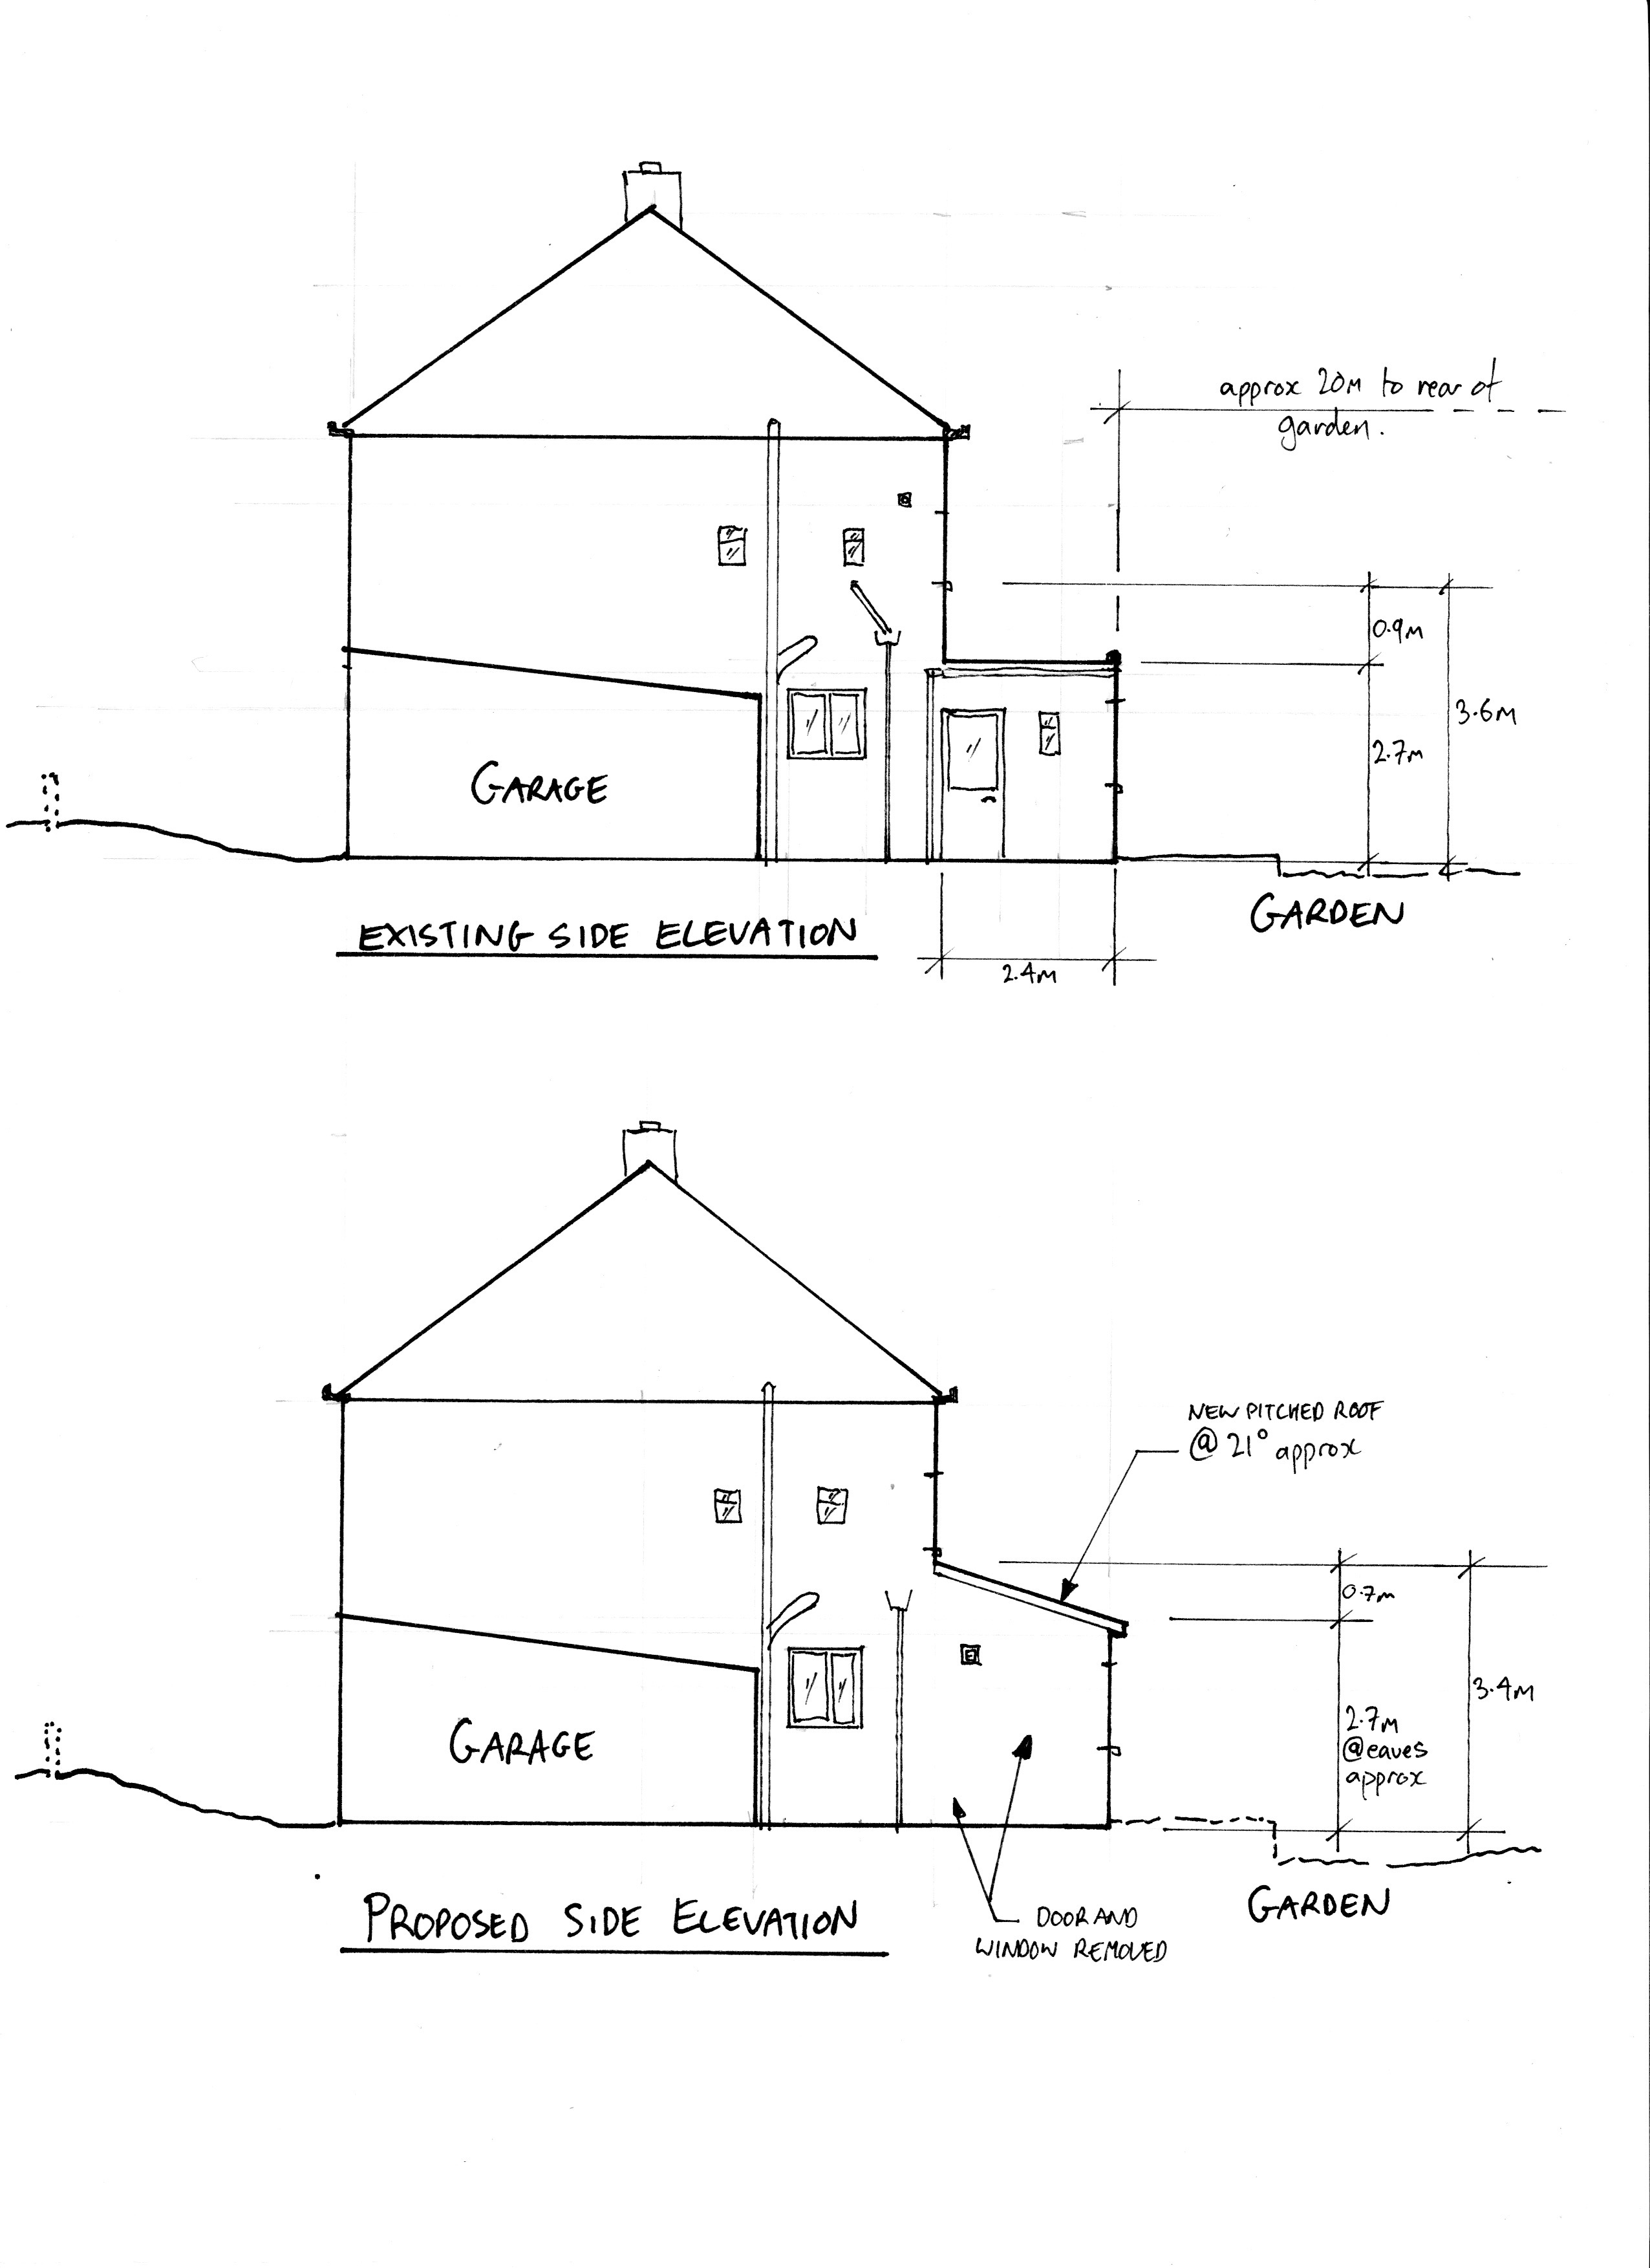 approx 20m to rear of
garden.
0.9m
3.6m
2.7m
GARAGE
GARDEN
EXISTING SIDE ELEVATION
2.4m
NEW PITCHED ROOF
@ 21° approx
0.7m
3.4m
2.7m
@eaves
approx
GARAGE
GARDEN
PROPOSED SIDE ELEVATION
DOOR AND
WINDOW REMOVED